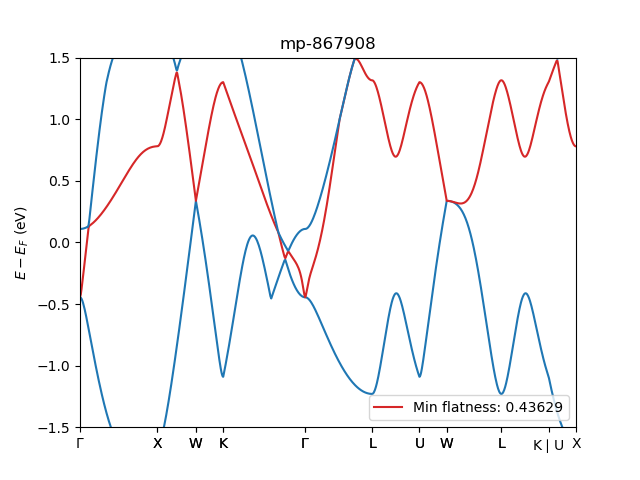 mp-867908
1.5
1.0
0.5
0.0
−0.5
−1.0
−1.5
E − E_F (eV)
Min flatness: 0.43629
Γ X W K Γ L U W L K | U X